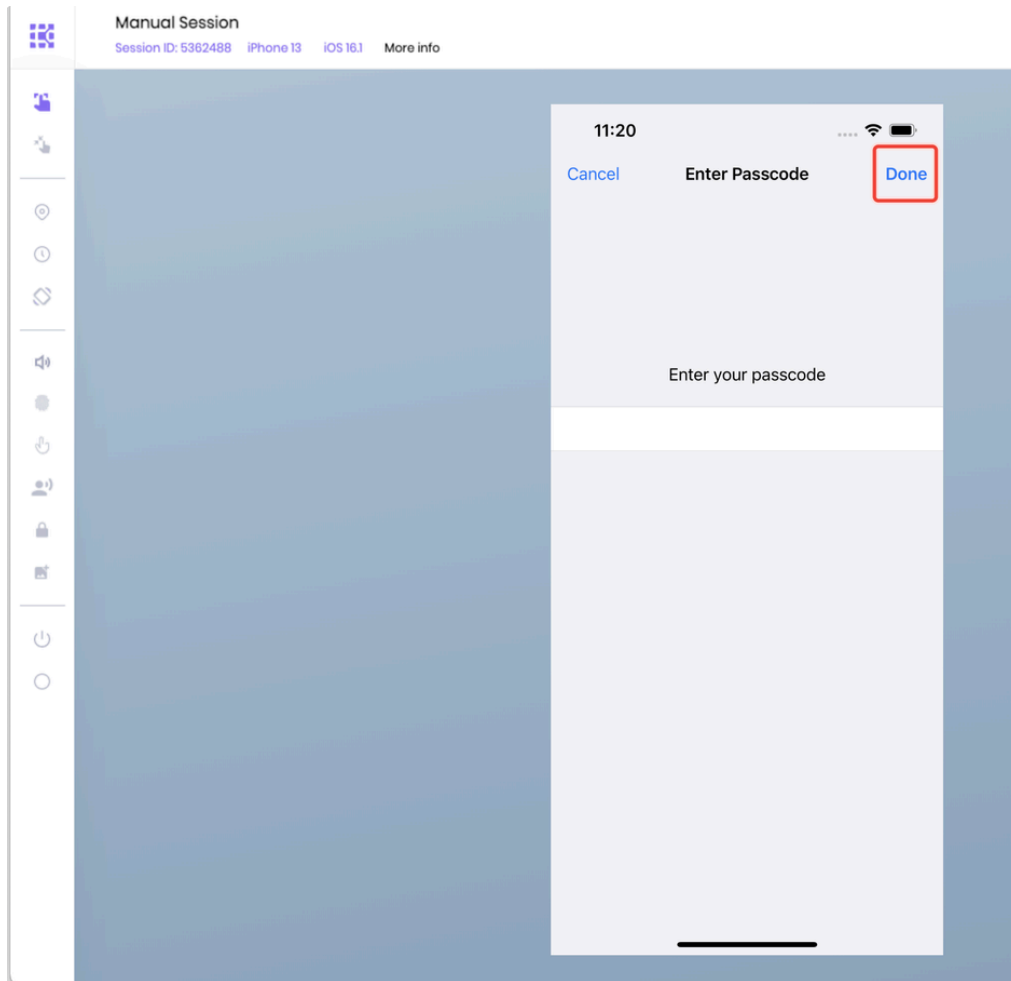 Manual Session
Session ID: 5362488 iPhone 13 iOS 16.1 More info
11:20
Cancel Enter Passcode Done
Enter your passcode